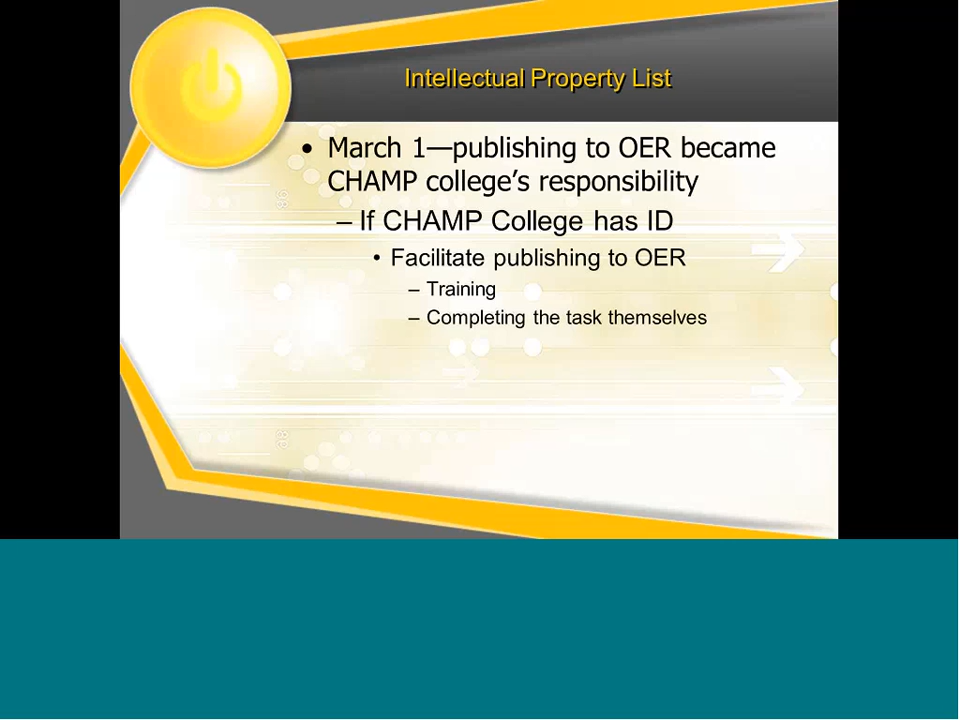 Intellectual Property List
• March 1—publishing to OER became
CHAMP college's responsibility
– If CHAMP College has ID
• Facilitate publishing to OER
– Training
– Completing the task themselves